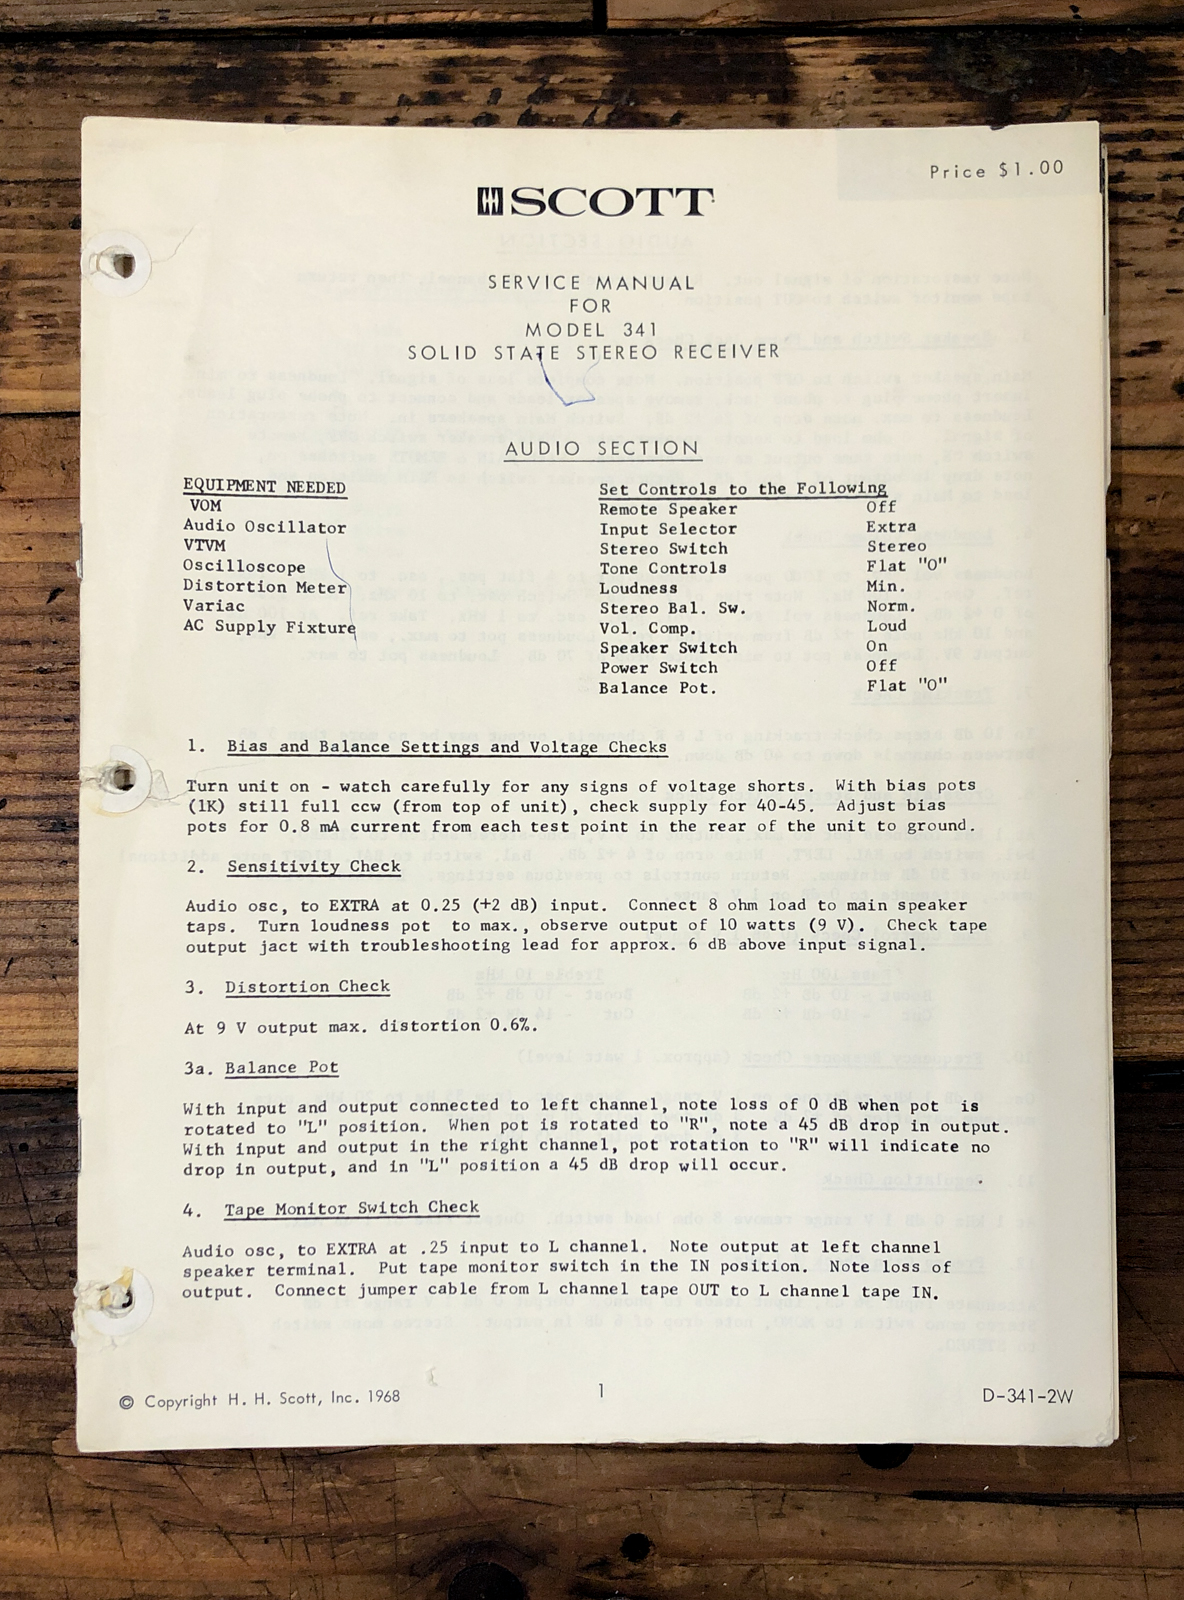 Price $1.00
SCOTT
SERVICE MANUAL
FOR
MODEL 341
SOLID STATE STEREO RECEIVER
AUDIO SECTION
EQUIPMENT NEEDED
VOM
Audio Oscillator
VTVM
Oscilloscope
Distortion Meter
Variac
AC Supply Fixture
Set Controls to the Following
Remote Speaker Off
Input Selector Extra
Stereo Switch Stereo
Tone Controls Flat "0"
Loudness Min.
Stereo Bal. Sw. Norm.
Vol. Comp. Loud
Speaker Switch On
Power Switch Off
Balance Pot. Flat "0"
1. Bias and Balance Settings and Voltage Checks
Turn unit on - watch carefully for any signs of voltage shorts. With bias pots
(1K) still full ccw (from top of unit), check supply for 40-45. Adjust bias
pots for 0.8 mA current from each test point in the rear of the unit to ground.
2. Sensitivity Check
Audio osc, to EXTRA at 0.25 (+2 dB) input. Connect 8 ohm load to main speaker
taps. Turn loudness pot to max., observe output of 10 watts (9 V). Check tape
output jact with troubleshooting lead for approx. 6 dB above input signal.
3. Distortion Check
At 9 V output max. distortion 0.6%.
3a. Balance Pot
With input and output connected to left channel, note loss of 0 dB when pot is
rotated to "L" position. When pot is rotated to "R", note a 45 dB drop in output.
With input and output in the right channel, pot rotation to "R" will indicate no
drop in output, and in "L" position a 45 dB drop will occur.
4. Tape Monitor Switch Check
Audio osc, to EXTRA at .25 input to L channel. Note output at left channel
speaker terminal. Put tape monitor switch in the IN position. Note loss of
output. Connect jumper cable from L channel tape OUT to L channel tape IN.
© Copyright H. H. Scott, Inc. 1968
1
D-341-2W